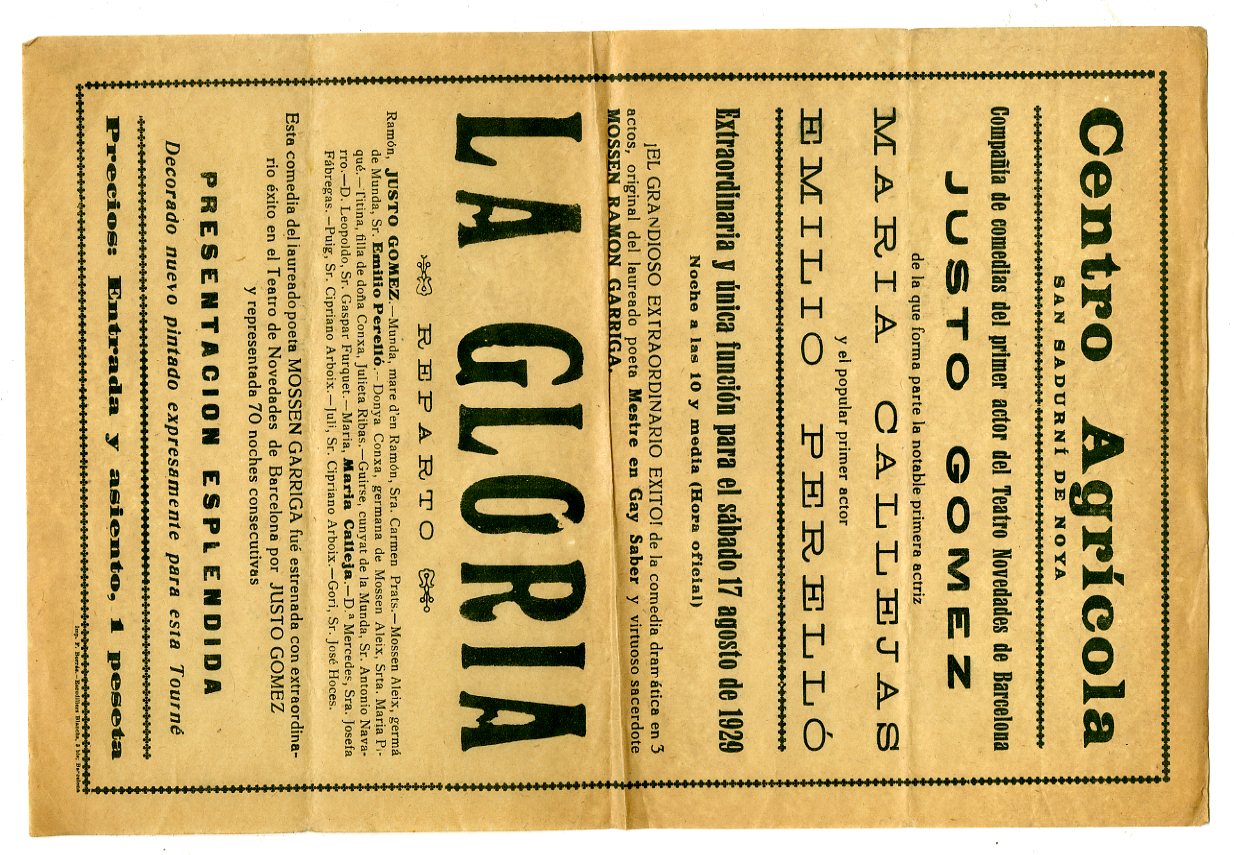 Centro Agrícola
SAN SADURNÍ DE NOYA
Compañía de comedias del primer actor del Teatro Novedades de Barcelona
JUSTO GOMEZ
de la que forma parte la notable primera actriz
MARIA CALLEJAS
y el popular primer actor
EMILIO PERELLÓ
Extraordinaria y única función para el sábado 17 agosto de 1929
Noche a las 10 y media (Hora oficial)
¡EL GRANDIOSO EXTRAORDINARIO EXITO! de la comedia dramática en 3
actos, original del laureado poeta Mestre en Gay Saber y virtuoso sacerdote
MOSSEN RAMON GARRIGA.
LA GLORIA
REPARTO
Ramón, JUSTO GOMEZ.—Munda, mare d'en Ramón, Sra. Carmen Prats.—Mossen Aleix, germá
de Munda, Sr. Emilio Perelló.—Donya Conxa, germana de Mossen Aleix, Srta. Maria Pi-
qué.—Titina, filla de doña Conxa, Julieta Ribas.—Guirse, cunyat de la Munda, Sr. Antonio Nava-
rro.—D. Leopoldo, Sr. Gaspar Furquet.—Maria, Maria Calleja.—D.ª Mercedes, Sra. Josefa
Fábregas.—Puig, Sr. Cipriano Arboix.—Juli, Sr. Cipriano Arboix.—Gori, Sr. José Hoces.
Esta comedia del laureado poeta MOSSEN GARRIGA fué estrenada con extraordina-
rio éxito en el Teatro de Novedades de Barcelona por JUSTO GOMEZ
y representada 70 noches consecutivas
PRESENTACION ESPLENDIDA
Decorado nuevo pintado expresamente para esta Tourné
Precios: Entrada y asiento, 1 peseta
Imp. F. Borrás.—Escudillers Blanchs, 3 bis; Barcelona